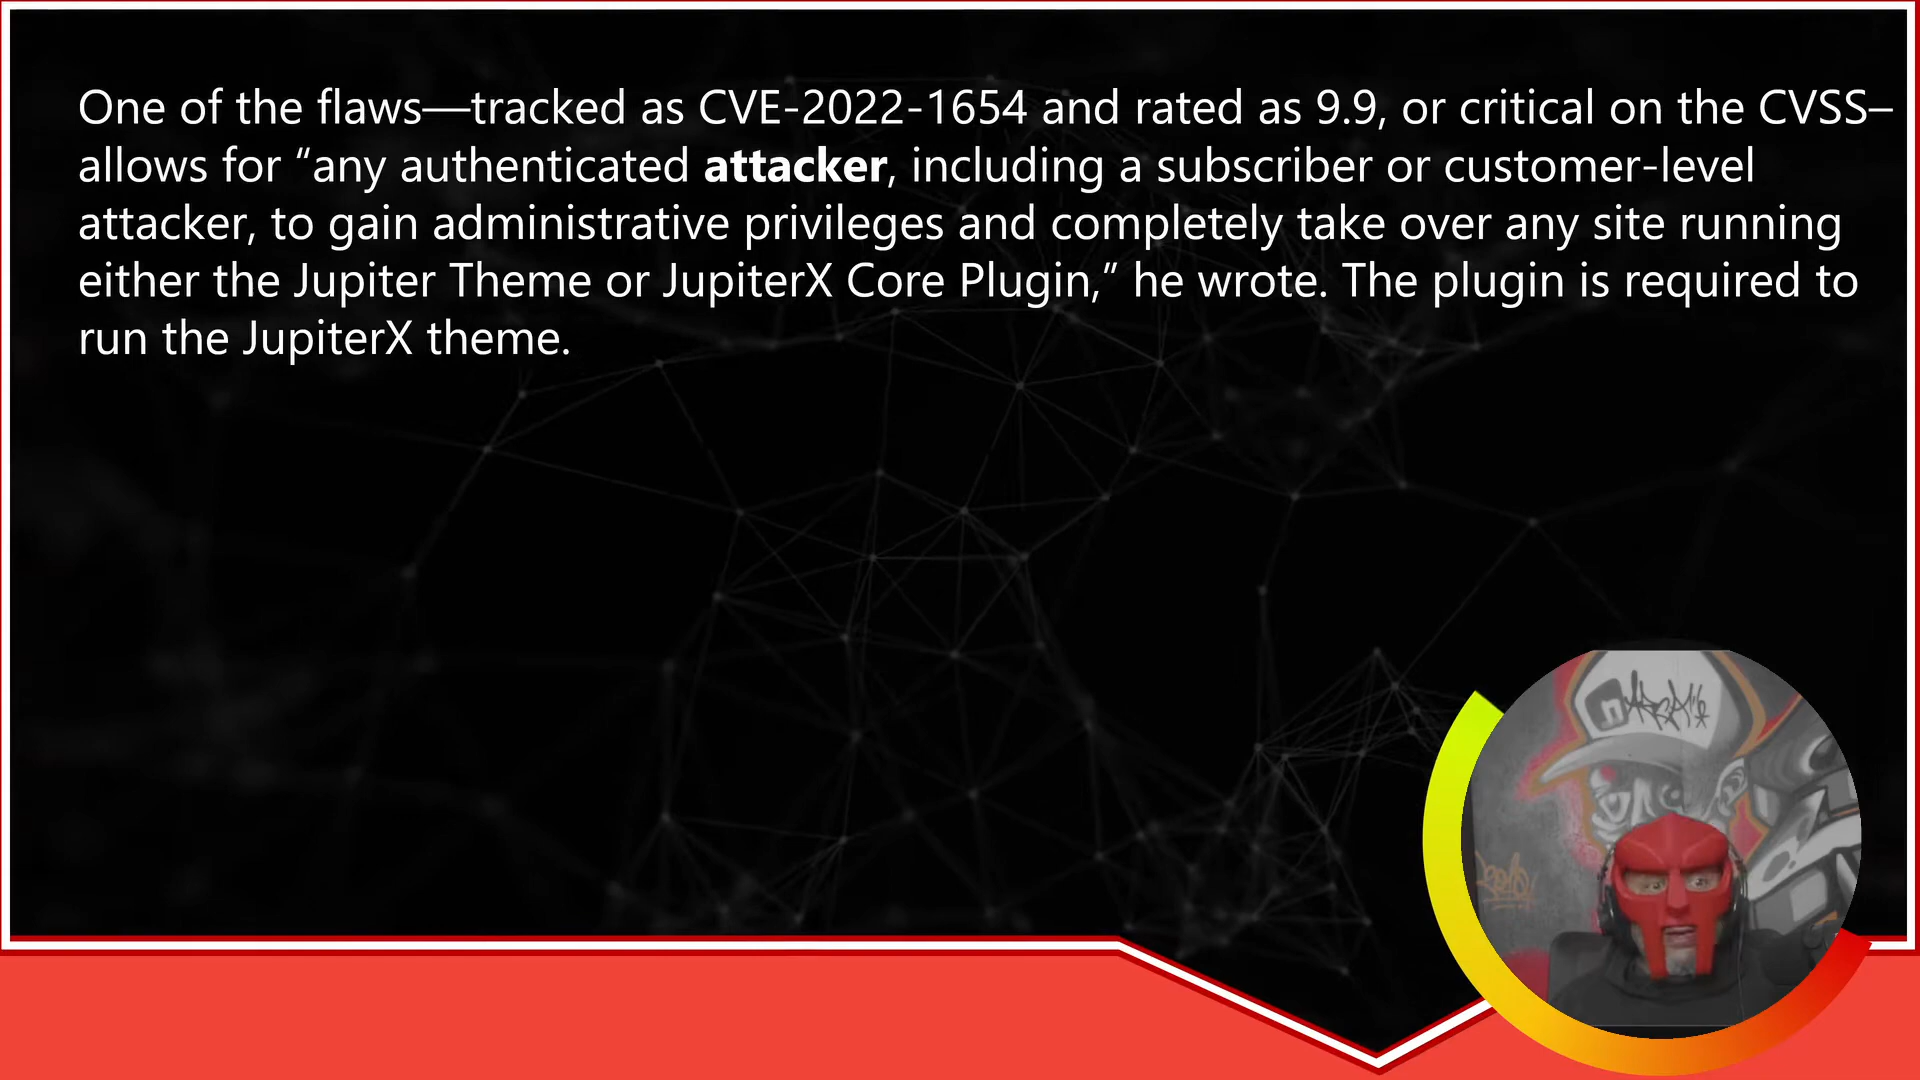 One of the flaws—tracked as CVE-2022-1654 and rated as 9.9, or critical on the CVSS–
allows for “any authenticated attacker, including a subscriber or customer-level
attacker, to gain administrative privileges and completely take over any site running
either the Jupiter Theme or JupiterX Core Plugin,” he wrote. The plugin is required to
run the JupiterX theme.